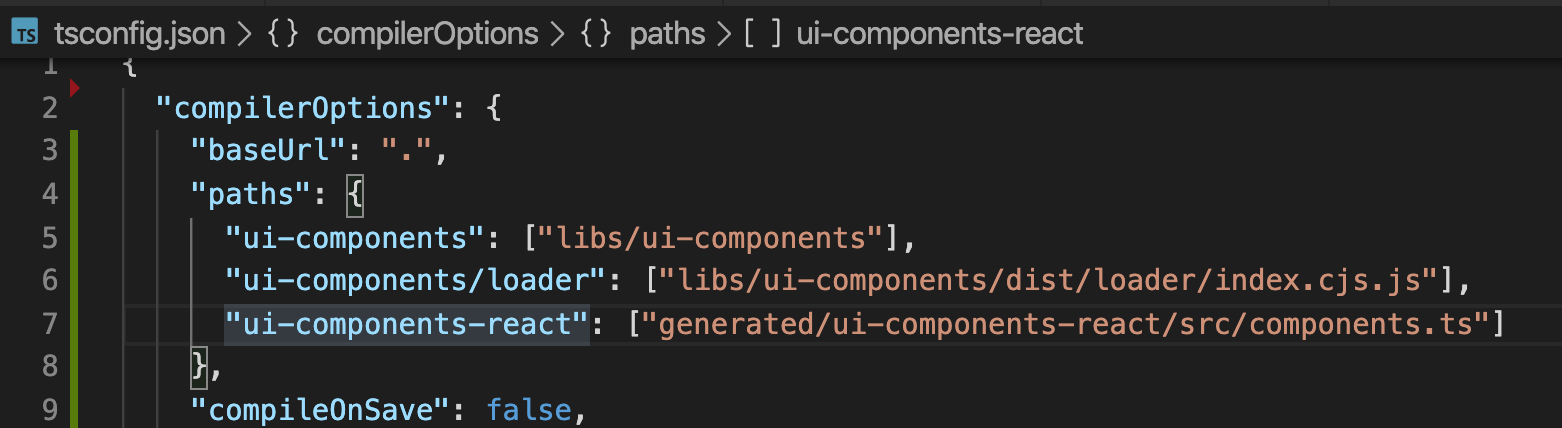 TS tsconfig.json > {} compilerOptions > {} paths > [ ] ui-components-react
1 {
2 "compilerOptions": {
3 "baseUrl": ".",
4 "paths": {
5 "ui-components": ["libs/ui-components"],
6 "ui-components/loader": ["libs/ui-components/dist/loader/index.cjs.js"],
7 "ui-components-react": ["generated/ui-components-react/src/components.ts"]
8 },
9 "compileOnSave": false,